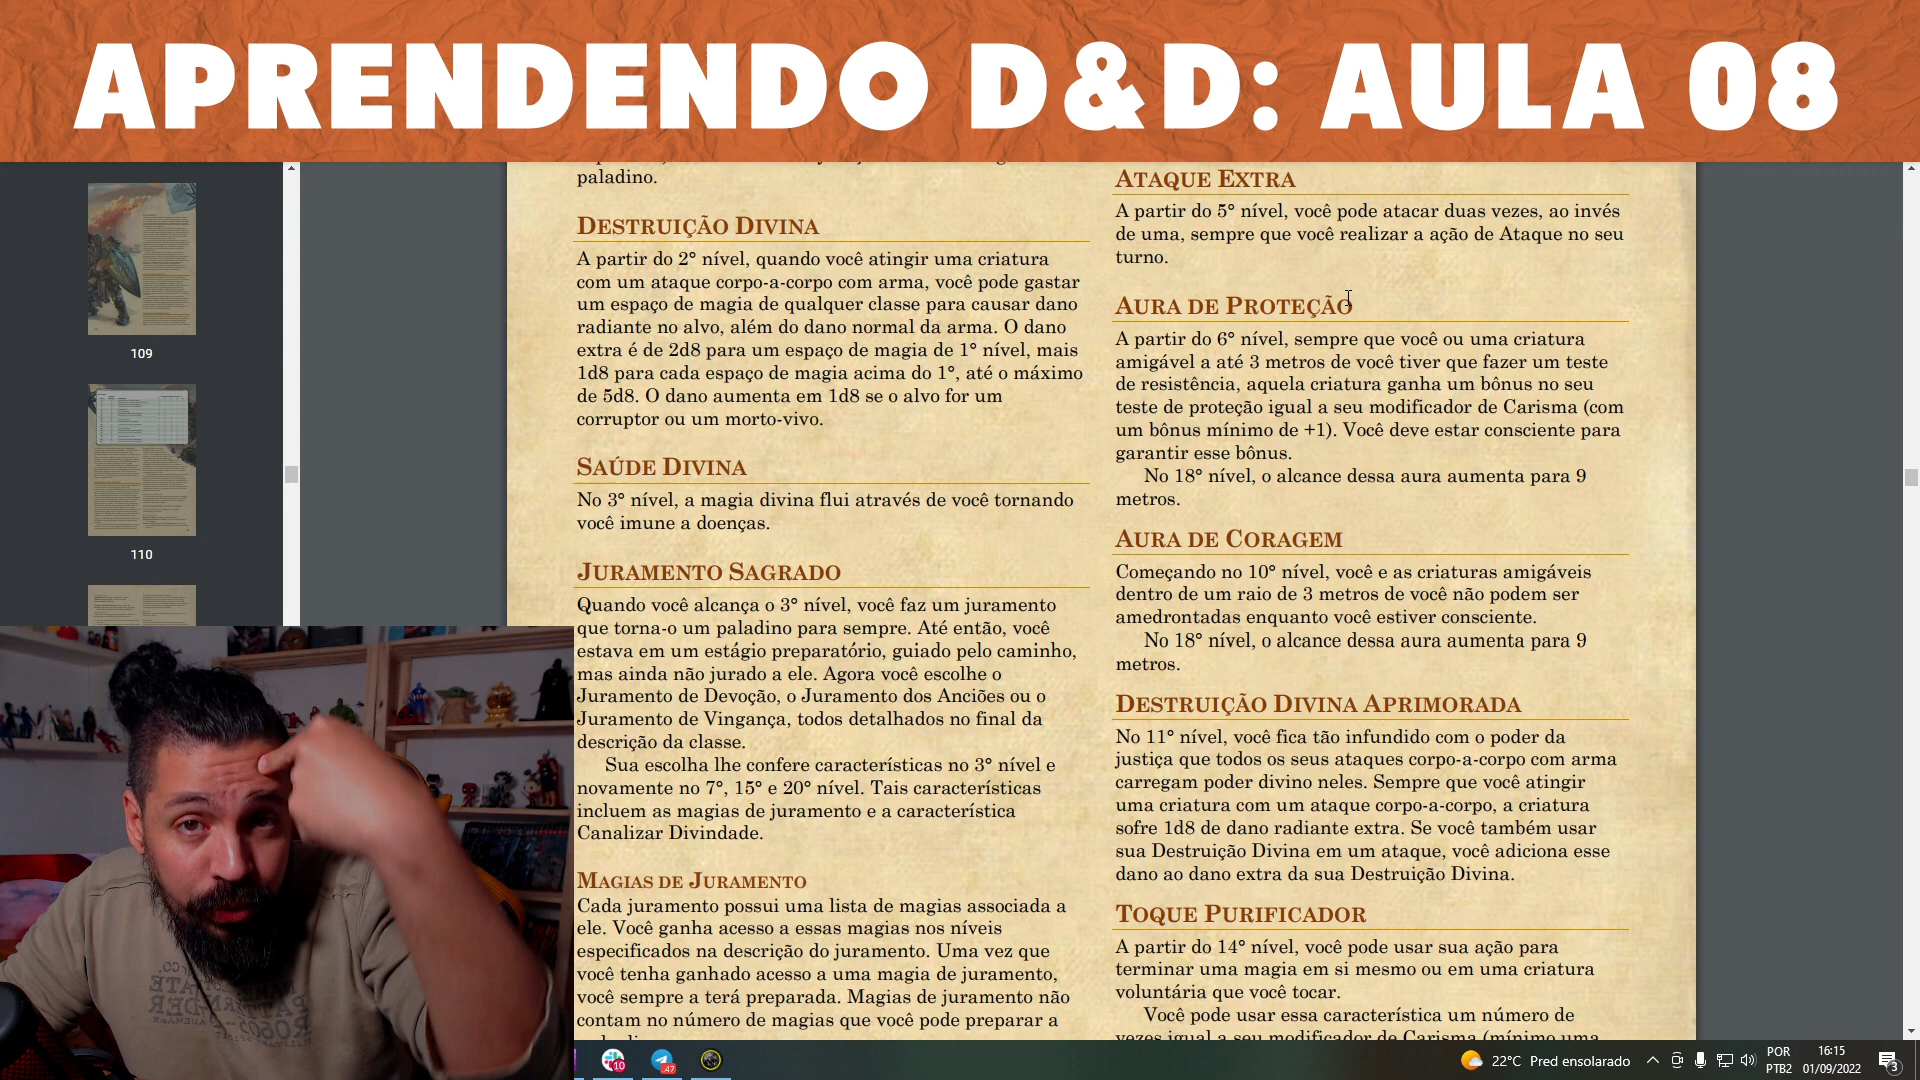 APRENDENDO D&D: AULA 08
109
110
paladino.
DESTRUIÇÃO DIVINA
A partir do 2° nível, quando você atingir uma criatura
com um ataque corpo-a-corpo com arma, você pode gastar
um espaço de magia de qualquer classe para causar dano
radiante no alvo, além do dano normal da arma. O dano
extra é de 2d8 para um espaço de magia de 1° nível, mais
1d8 para cada espaço de magia acima do 1°, até o máximo
de 5d8. O dano aumenta em 1d8 se o alvo for um
corruptor ou um morto-vivo.
SAÚDE DIVINA
No 3° nível, a magia divina flui através de você tornando
você imune a doenças.
JURAMENTO SAGRADO
Quando você alcança o 3° nível, você faz um juramento
que torna-o um paladino para sempre. Até então, você
estava em um estágio preparatório, guiado pelo caminho,
mas ainda não jurado a ele. Agora você escolhe o
Juramento de Devoção, o Juramento dos Anciões ou o
Juramento de Vingança, todos detalhados no final da
descrição da classe.
Sua escolha lhe confere características no 3° nível e
novamente no 7°, 15° e 20° nível. Tais características
incluem as magias de juramento e a característica
Canalizar Divindade.
MAGIAS DE JURAMENTO
Cada juramento possui uma lista de magias associada a
ele. Você ganha acesso a essas magias nos níveis
especificados na descrição do juramento. Uma vez que
você tenha ganhado acesso a uma magia de juramento,
você sempre a terá preparada. Magias de juramento não
contam no número de magias que você pode preparar a
ATAQUE EXTRA
A partir do 5° nível, você pode atacar duas vezes, ao invés
de uma, sempre que você realizar a ação de Ataque no seu
turno.
AURA DE PROTEÇÃO
A partir do 6° nível, sempre que você ou uma criatura
amigável a até 3 metros de você tiver que fazer um teste
de resistência, aquela criatura ganha um bônus no seu
teste de proteção igual a seu modificador de Carisma (com
um bônus mínimo de +1). Você deve estar consciente para
garantir esse bônus.
No 18° nível, o alcance dessa aura aumenta para 9
metros.
AURA DE CORAGEM
Começando no 10° nível, você e as criaturas amigáveis
dentro de um raio de 3 metros de você não podem ser
amedrontadas enquanto você estiver consciente.
No 18° nível, o alcance dessa aura aumenta para 9
metros.
DESTRUIÇÃO DIVINA APRIMORADA
No 11° nível, você fica tão infundido com o poder da
justiça que todos os seus ataques corpo-a-corpo com arma
carregam poder divino neles. Sempre que você atingir
uma criatura com um ataque corpo-a-corpo, a criatura
sofre 1d8 de dano radiante extra. Se você também usar
sua Destruição Divina em um ataque, você adiciona esse
dano ao dano extra da sua Destruição Divina.
TOQUE PURIFICADOR
A partir do 14° nível, você pode usar sua ação para
terminar uma magia em si mesmo ou em uma criatura
voluntária que você tocar.
Você pode usar essa característica um número de
vezes igual a seu modificador de Carisma (mínimo uma
10
47
22°C Pred ensolarado
POR
PTB2
16:15
01/09/2022
3